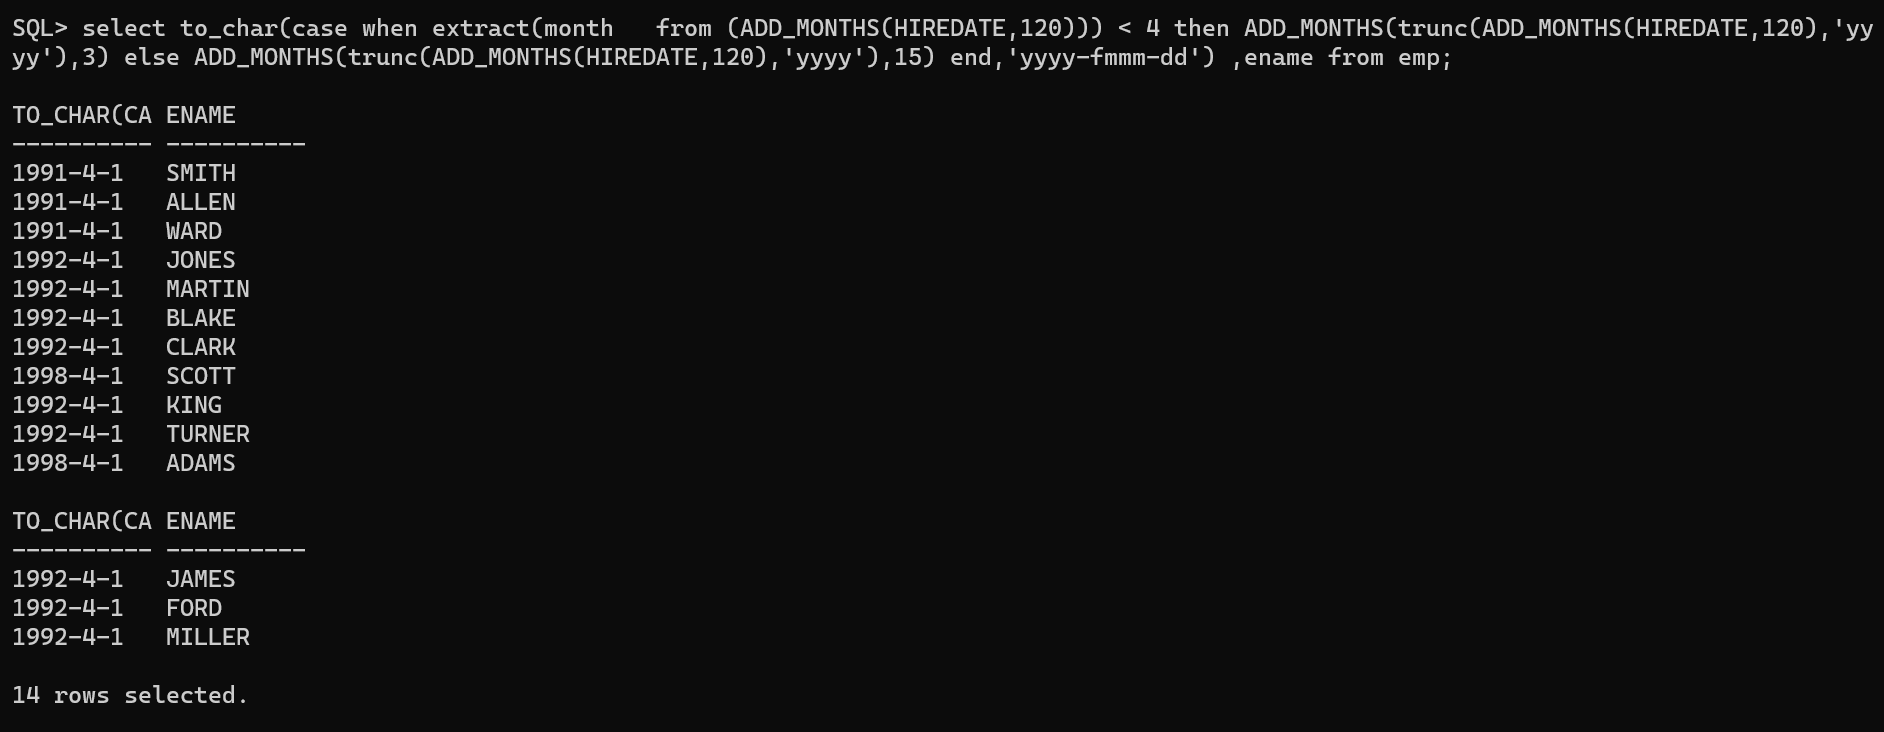 SQL> select to_char(case when extract(month   from (ADD_MONTHS(HIREDATE,120))) < 4 then ADD_MONTHS(trunc(ADD_MONTHS(HIREDATE,120),'yy
yy'),3) else ADD_MONTHS(trunc(ADD_MONTHS(HIREDATE,120),'yyyy'),15) end,'yyyy-fmmm-dd') ,ename from emp;
TO_CHAR(CA ENAME
---------- ----------
1991-4-1   SMITH
1991-4-1   ALLEN
1991-4-1   WARD
1992-4-1   JONES
1992-4-1   MARTIN
1992-4-1   BLAKE
1992-4-1   CLARK
1998-4-1   SCOTT
1992-4-1   KING
1992-4-1   TURNER
1998-4-1   ADAMS
TO_CHAR(CA ENAME
---------- ----------
1992-4-1   JAMES
1992-4-1   FORD
1992-4-1   MILLER
14 rows selected.